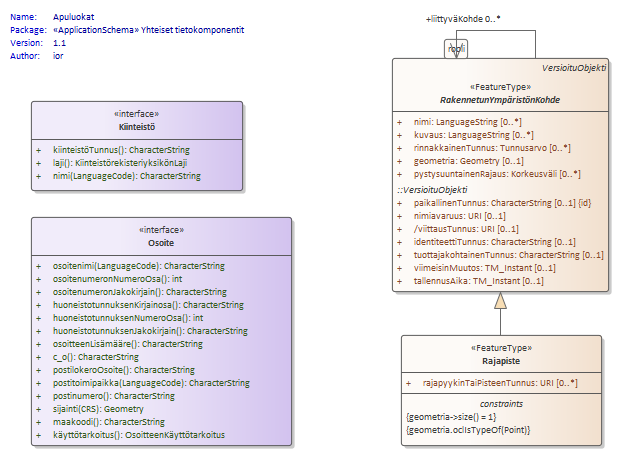 Name: Apuluokat
Package: «ApplicationSchema» Yhteiset tietokomponentit
Version: 1.1
Author: ior
«interface»
Kiinteistö
+ kiinteistöTunnus(): CharacterString
+ laji(): KiinteistörekisteriyksikönLaji
+ nimi(LanguageCode): CharacterString
«interface»
Osoite
+ osoitenimi(LanguageCode): CharacterString
+ osoitenumeronNumeroOsa(): int
+ osoitenumeronJakokirjain(): CharacterString
+ huoneistotunnuksenKirjainosa(): CharacterString
+ huoneistotunnuksenNumeroOsa(): int
+ huoneistotunnuksenJakokirjain(): CharacterString
+ osoitteenLisämääre(): CharacterString
+ c_o(): CharacterString
+ postilokeroOsoite(): CharacterString
+ postitoimipaikka(LanguageCode): CharacterString
+ postinumero(): CharacterString
+ sijainti(CRS): Geometry
+ maakoodi(): CharacterString
+ käyttötarkoitus(): OsoitteenKäyttötarkoitus
+liittyväKohde 0..*
rooli
VersioituObjekti
«FeatureType»
RakennetunYmpäristönKohde
+ nimi: LanguageString [0..*]
+ kuvaus: LanguageString [0..*]
+ rinnakkainenTunnus: Tunnusarvo [0..*]
+ geometria: Geometry [0..1]
+ pystysuuntainenRajaus: Korkeusväli [0..*]
::VersioituObjekti
+ paikallinenTunnus: CharacterString [0..1] {id}
+ nimiavaruus: URI [0..1]
+ /viittausTunnus: URI [0..1]
+ identiteettiTunnus: CharacterString [0..1]
+ tuottajakohtainenTunnus: CharacterString [0..1]
+ viimeisinMuutos: TM_Instant [0..1]
+ tallennusAika: TM_Instant [0..1]
«FeatureType»
Rajapiste
+ rajapyykinTaiPisteenTunnus: URI [0..*]
constraints
{geometria->size() = 1}
{geometria.oclIsTypeOf(Point)}